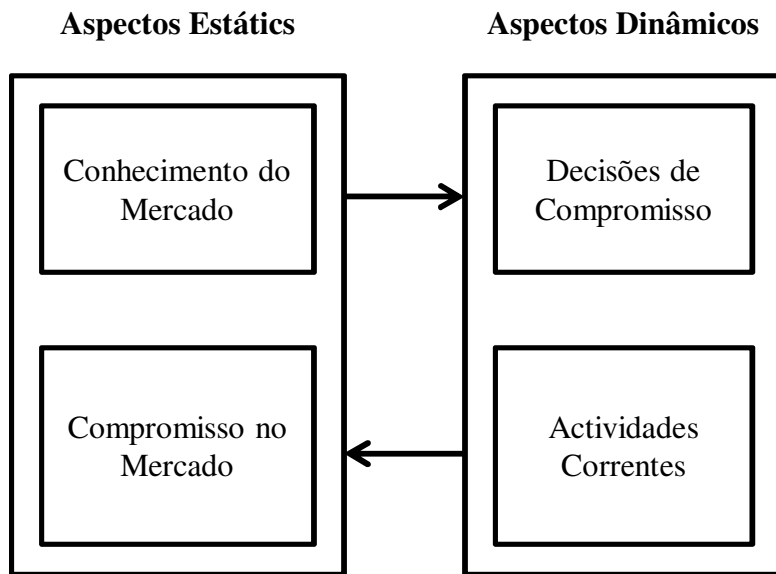 Aspectos Estátics
Aspectos Dinâmicos
Conhecimento do
Mercado
Decisões de
Compromisso
Compromisso no
Mercado
Actividades
Correntes